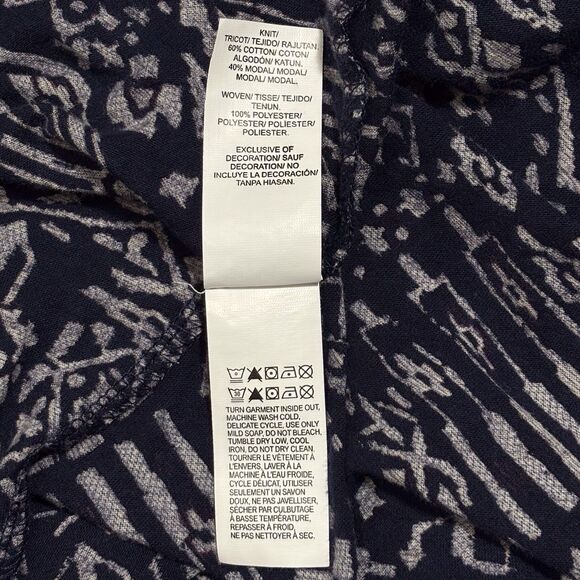 KNIT/
TRICOT/ TEJIDO/ RAJUTAN
60% COTTON/ COTON/
ALGODÓN/ KATUN.
40% MODAL/ MODAL/
MODAL/ MODAL.
WOVEN/ TISSE/ TEJIDO/
TENUN.
100% POLYESTER/
POLYESTER/ POLIESTER/
POLIESTER.
EXCLUSIVE OF
DECORATION/ SAUF
DECORATION/ NO
INCLUYE LA DECORACIÓN/
TANPA HIASAN.
TURN GARMENT INSIDE OUT,
MACHINE WASH COLD,
DELICATE CYCLE, USE ONLY
MILD SOAP, DO NOT BLEACH,
TUMBLE DRY LOW, COOL
IRON, DO NOT DRY CLEAN.
TOURNER LE VÊTEMENT À
L'ENVERS, LAVER À LA
MACHINE À L'EAU FROIDE,
CYCLE DÉLICAT, UTILISER
SEULEMENT UN SAVON
DOUX, NE PAS JAVELLISER,
SÉCHER PAR CULBUTAGE
À BASSE TEMPÉRATURE,
REPASSER À FROID,
NE PAS NETTOYER À SEC.